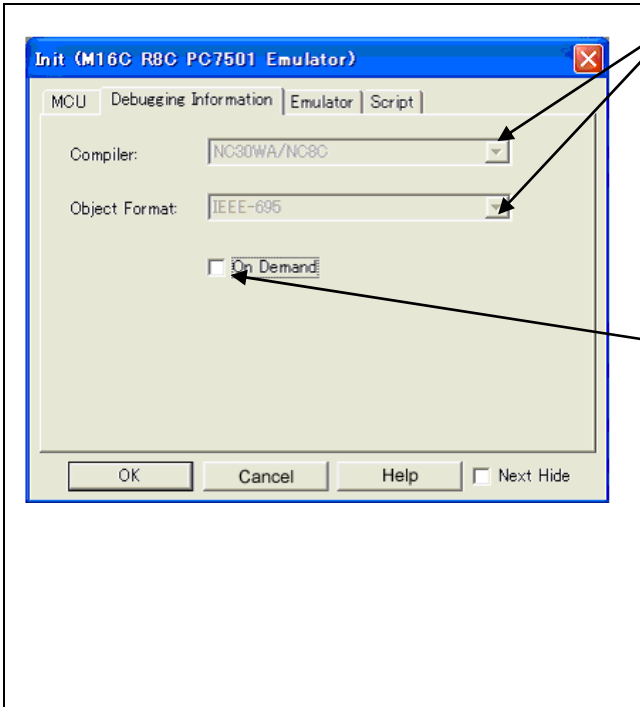 Init (M16C R8C PC7501 Emulator)
MCU Debugging Information Emulator Script
Compiler: NC30WA/NC8C
Object Format: IEEE-695
On Demand
OK Cancel Help Next Hide